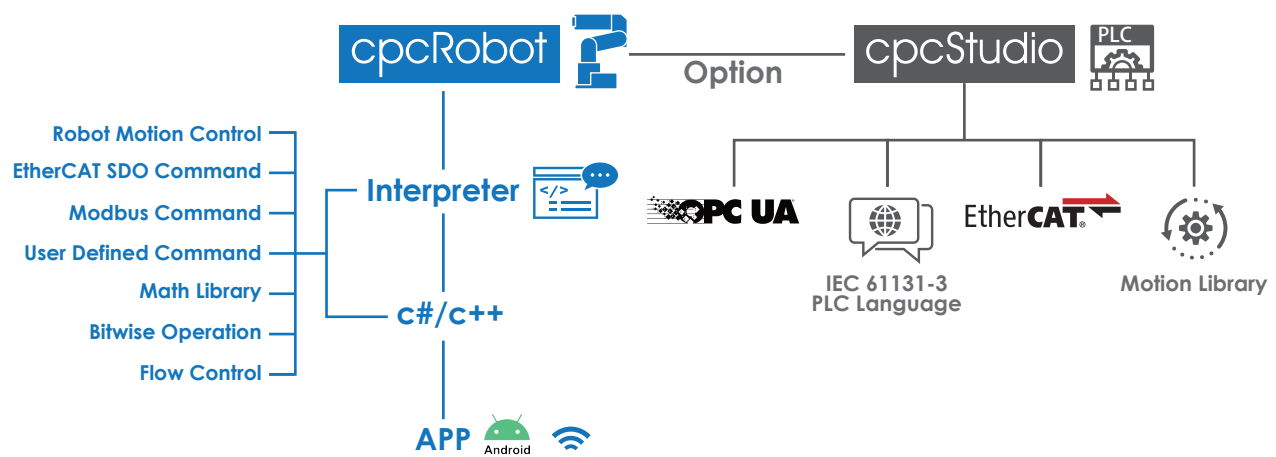 cpcRobot
Option
cpcStudio
PLC
Robot Motion Control
EtherCAT SDO Command
Modbus Command
User Defined Command
Math Library
Bitwise Operation
Flow Control
Interpreter
</>
c#/c++
APP
Android
OPC UA
IEC 61131-3
PLC Language
EtherCAT®
Motion Library